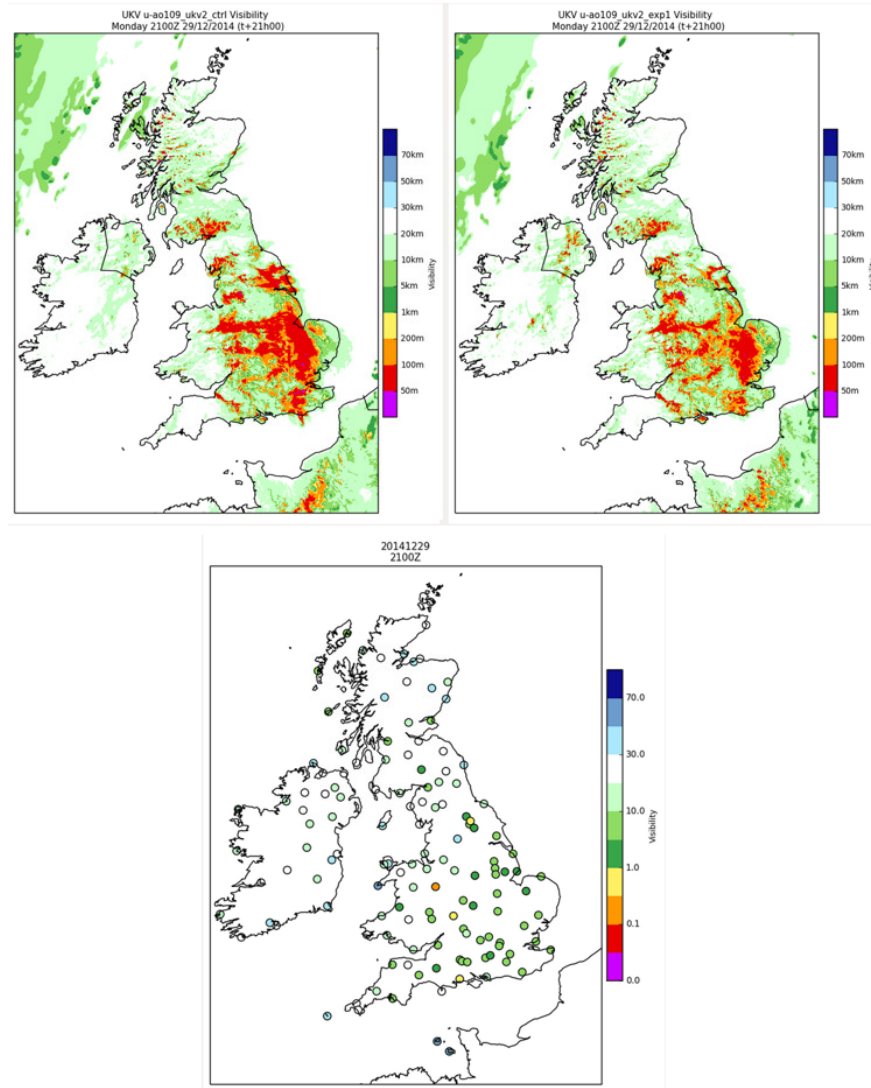 UKV u-ao109_ukv2_ctrl Visibility
Monday 2100Z 29/12/2014 (t+21h00)
70km
50km
30km
20km
10km
5km
1km
200m
100m
50m
Visibility
UKV u-ao109_ukv2_exp1 Visibility
Monday 2100Z 29/12/2014 (t+21h00)
70km
50km
30km
20km
10km
5km
1km
200m
100m
50m
Visibility
20141229
2100Z
70.0
30.0
10.0
1.0
0.1
0.0
Visibility